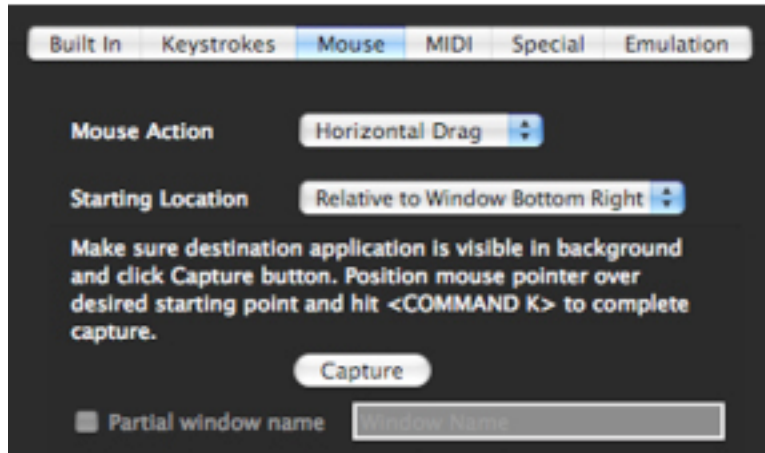 Built In Keystrokes Mouse MIDI Special Emulation
Mouse Action Horizontal Drag
Starting Location Relative to Window Bottom Right
Make sure destination application is visible in background
and click Capture button. Position mouse pointer over
desired starting point and hit <COMMAND K> to complete
capture.
Capture
Partial window name Window Name